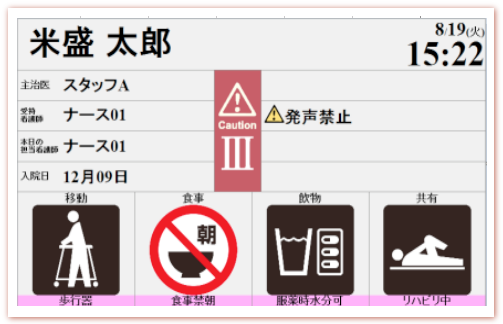 米盛 太郎
8/19(火)
15:22
主治医 スタッフA
受持看護師 ナース01
本日の担当看護師 ナース01
入院日 12月09日
Caution
III
発声禁止
移動 食事 飲物 共有
朝
歩行器 食事禁朝 服薬時水分可 リハビリ中